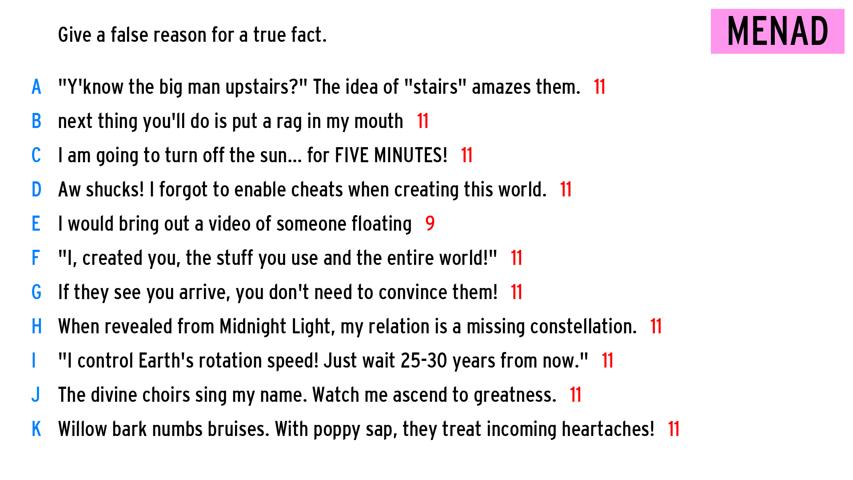 Give a false reason for a true fact.
MENAD
A "Y'know the big man upstairs?" The idea of "stairs" amazes them. 11
B next thing you'll do is put a rag in my mouth 11
C I am going to turn off the sun... for FIVE MINUTES! 11
D Aw shucks! I forgot to enable cheats when creating this world. 11
E I would bring out a video of someone floating 9
F "I, created you, the stuff you use and the entire world!" 11
G If they see you arrive, you don't need to convince them! 11
H When revealed from Midnight Light, my relation is a missing constellation. 11
I "I control Earth's rotation speed! Just wait 25-30 years from now." 11
J The divine choirs sing my name. Watch me ascend to greatness. 11
K Willow bark numbs bruises. With poppy sap, they treat incoming heartaches! 11